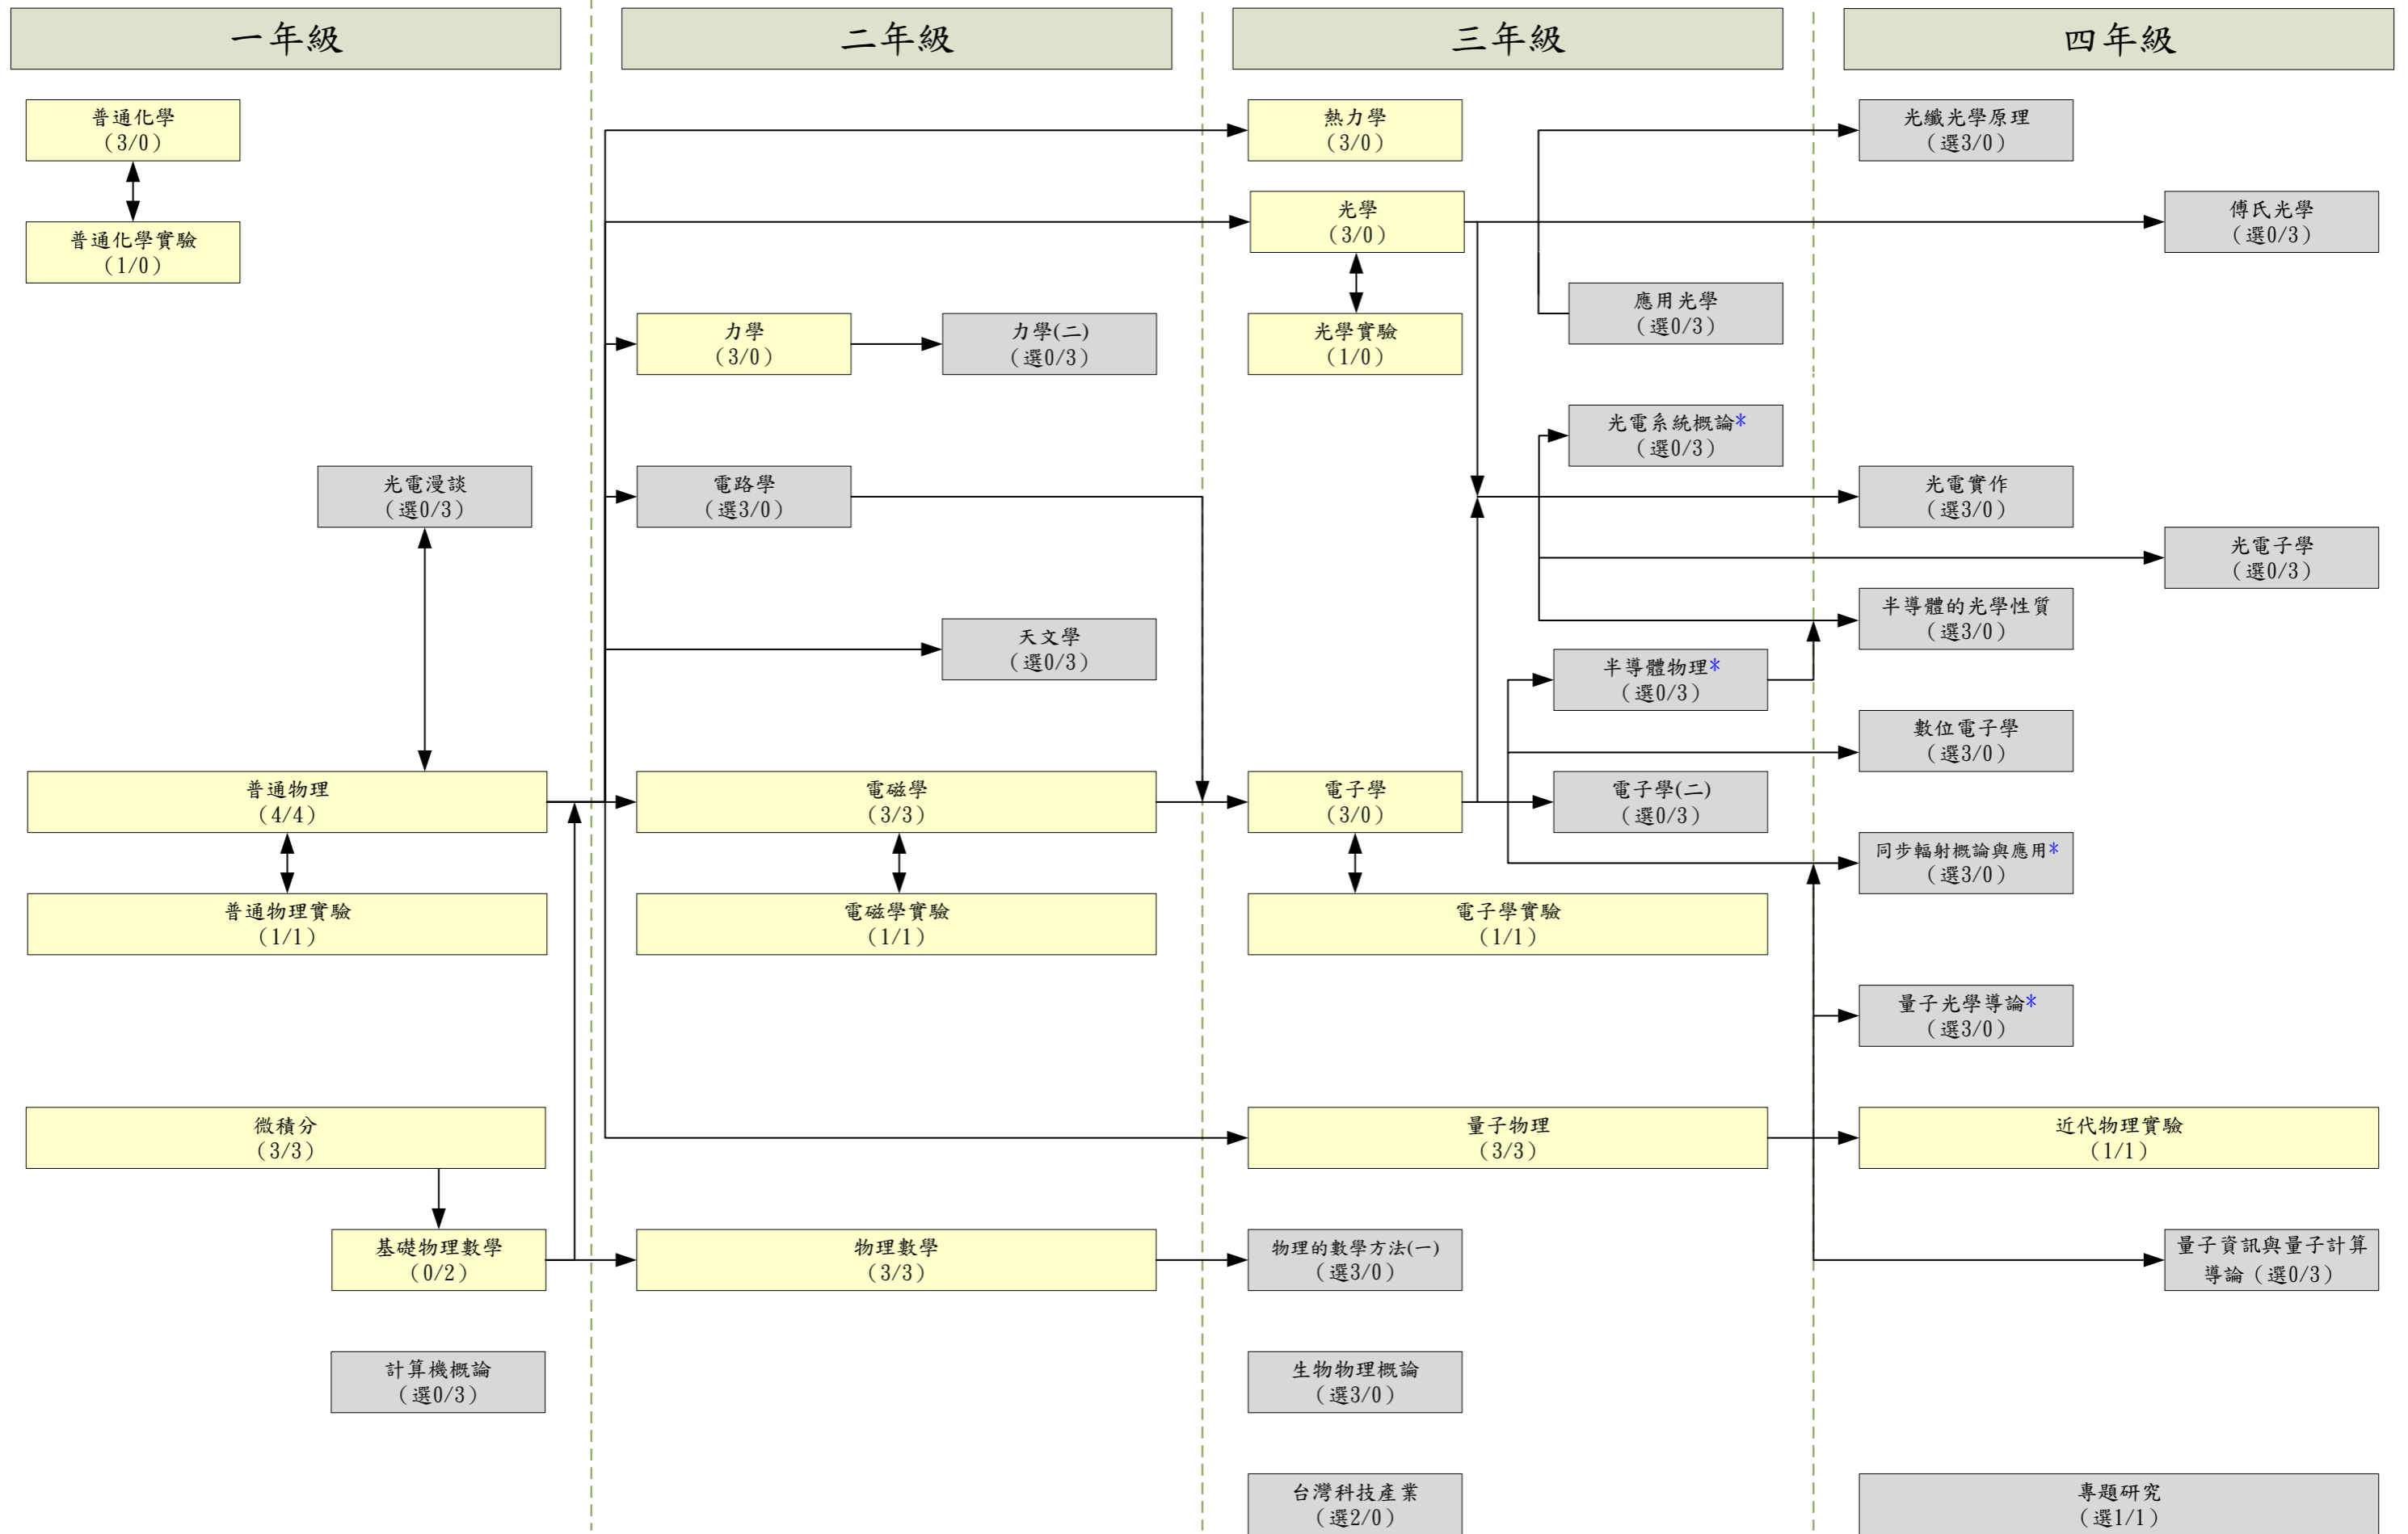 一年級
二年級
三年級
四年級
普通化學
（3/0）
熱力學
（3/0）
光纖光學原理
（選3/0）
普通化學實驗
（1/0）
光學
（3/0）
傅氏光學
（選0/3）
力學
（3/0）
力學(二)
（選0/3）
光學實驗
（1/0）
應用光學
（選0/3）
光電系統概論*
（選0/3）
光電漫談
（選0/3）
電路學
（選3/0）
光電實作
（選3/0）
光電子學
（選0/3）
天文學
（選0/3）
半導體的光學性質
（選3/0）
半導體物理*
（選0/3）
數位電子學
（選3/0）
普通物理
（4/4）
電磁學
（3/3）
電子學
（3/0）
電子學(二)
（選0/3）
同步輻射概論與應用*
（選3/0）
普通物理實驗
（1/1）
電磁學實驗
（1/1）
電子學實驗
（1/1）
量子光學導論*
（選3/0）
微積分
（3/3）
量子物理
（3/3）
近代物理實驗
（1/1）
基礎物理數學
（0/2）
物理數學
（3/3）
物理的數學方法(一)
（選3/0）
量子資訊與量子計算
導論（選0/3）
計算機概論
（選0/3）
生物物理概論
（選3/0）
台灣科技產業
（選2/0）
專題研究
（選1/1）